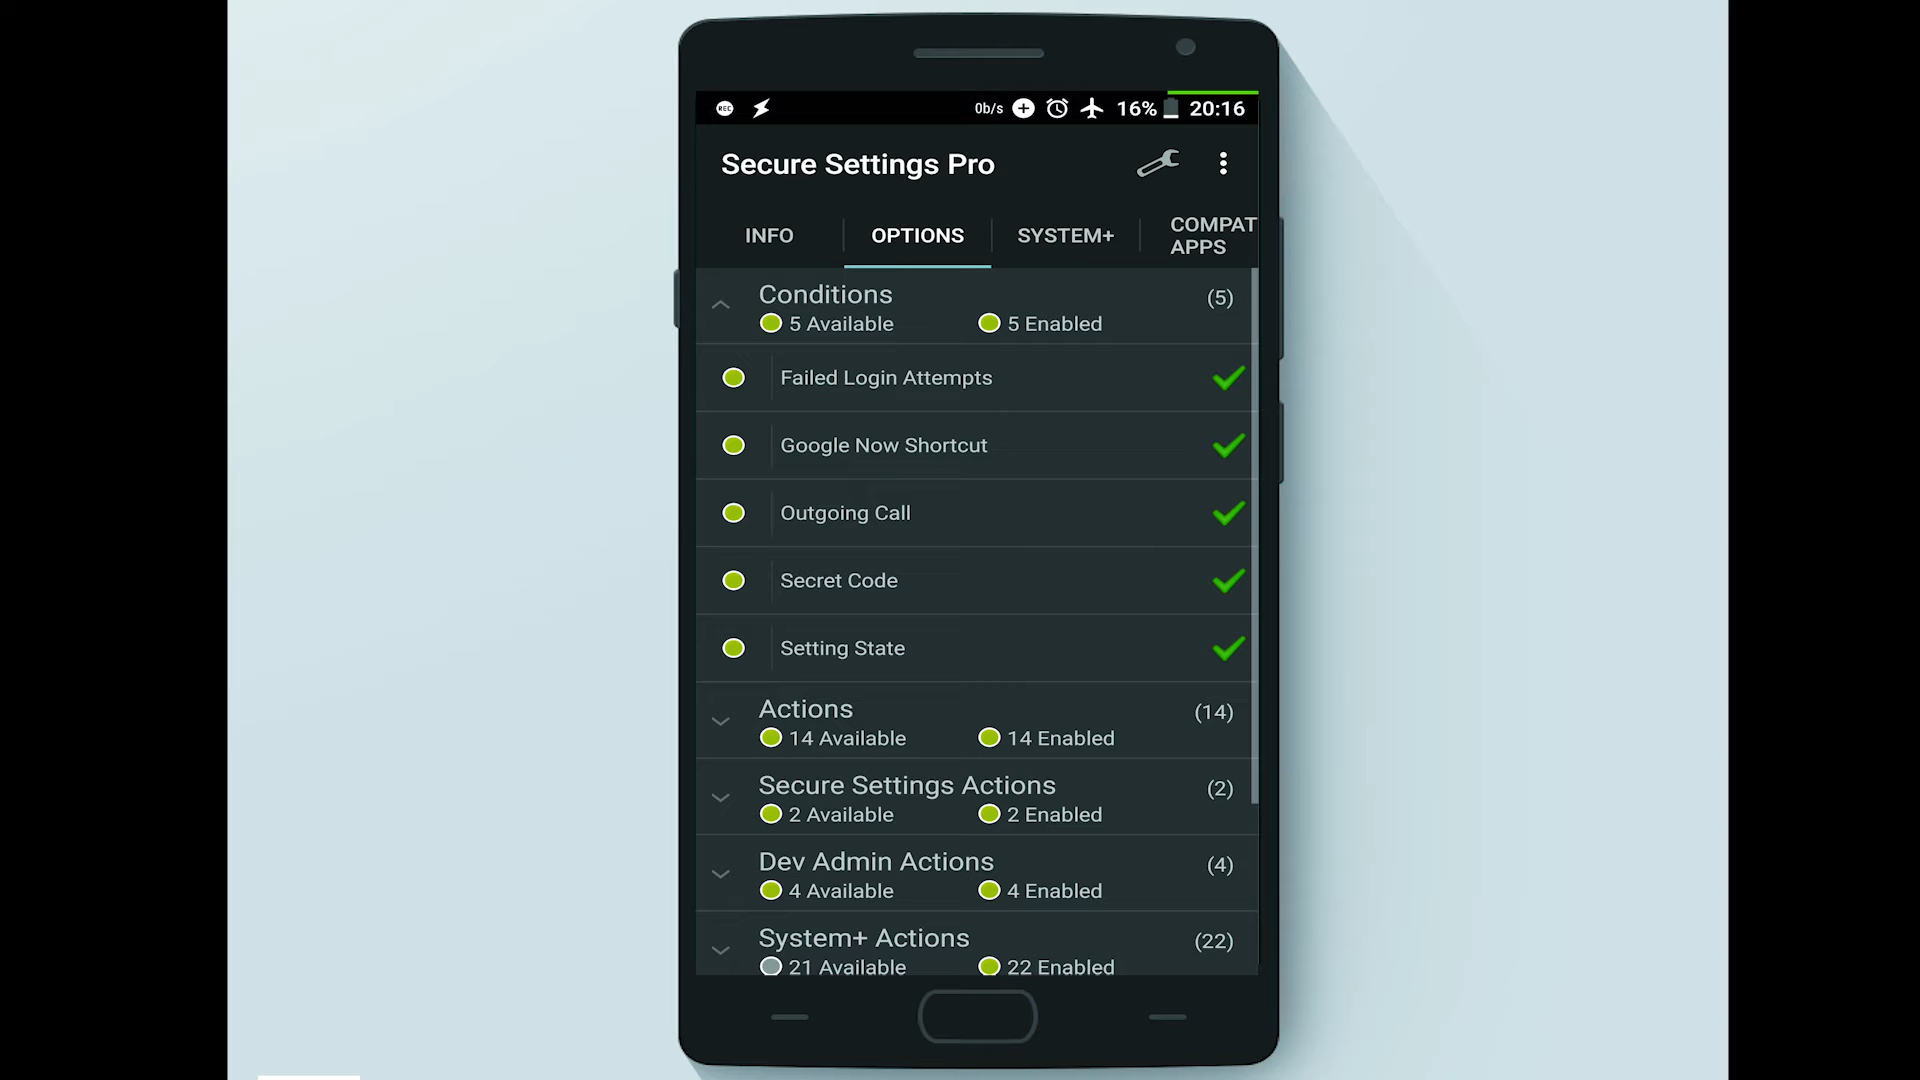 REC 0b/s 16% 20:16
Secure Settings Pro
INFO OPTIONS SYSTEM+ COMPAT
APPS
Conditions (5)
5 Available 5 Enabled
Failed Login Attempts
Google Now Shortcut
Outgoing Call
Secret Code
Setting State
Actions (14)
14 Available 14 Enabled
Secure Settings Actions (2)
2 Available 2 Enabled
Dev Admin Actions (4)
4 Available 4 Enabled
System+ Actions (22)
21 Available 22 Enabled